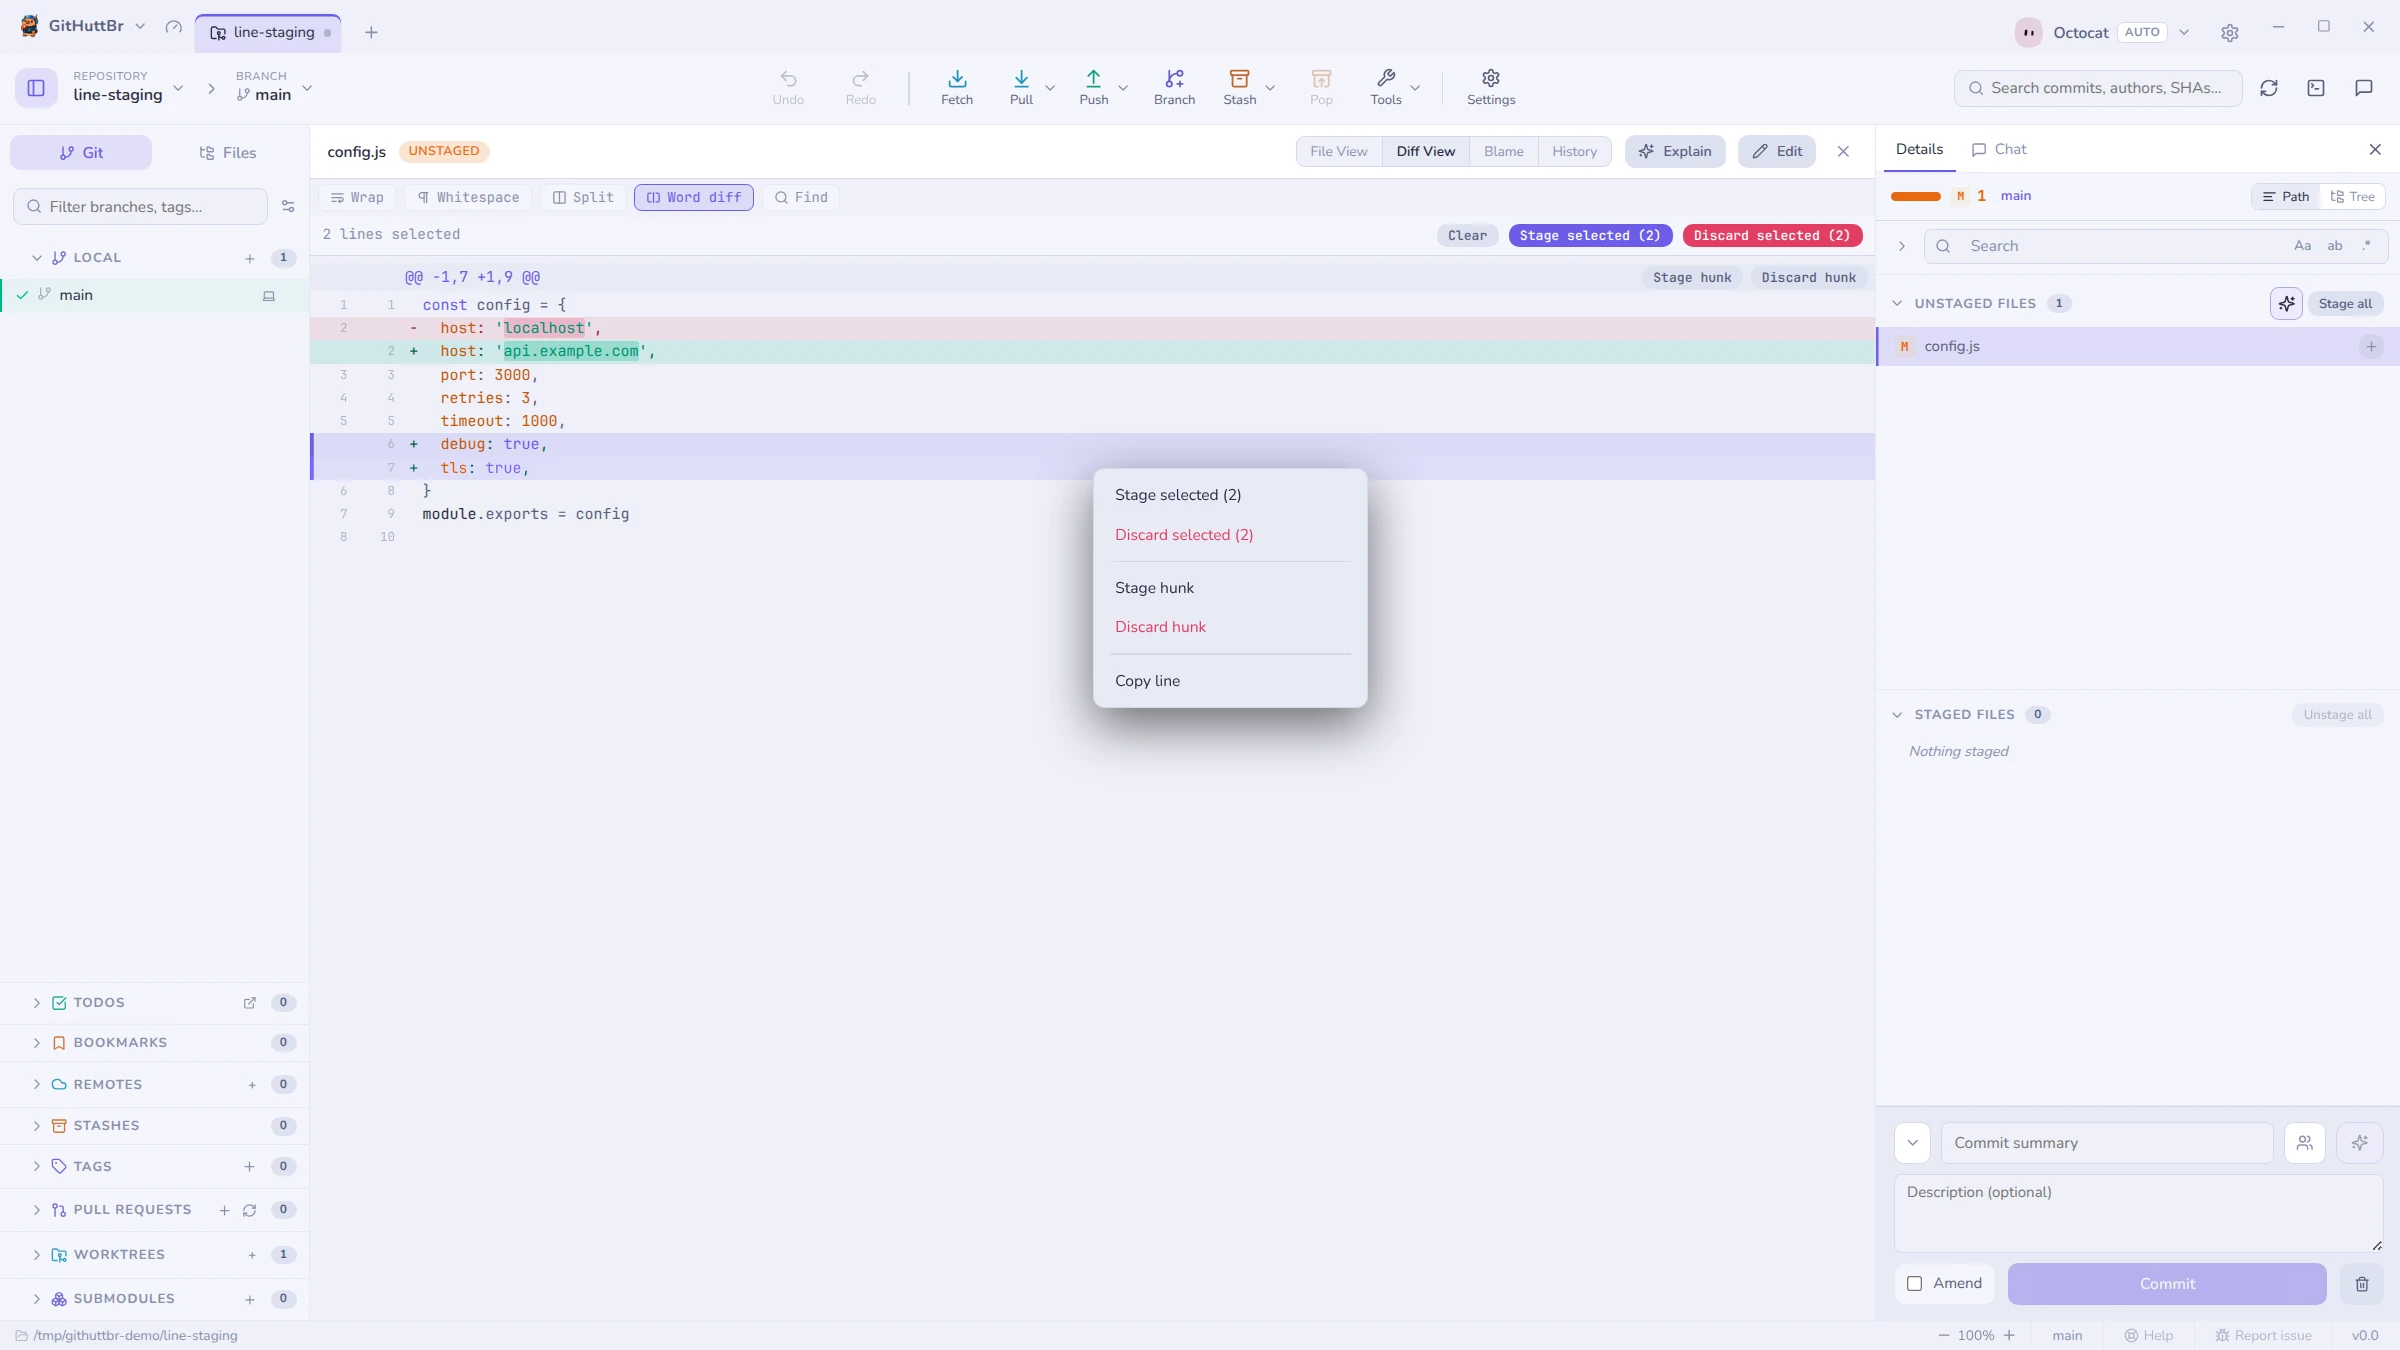 GitHuttBr
line-staging
Octocat AUTO
REPOSITORY
line-staging
BRANCH
main
Undo
Redo
Fetch
Pull
Push
Branch
Stash
Pop
Tools
Settings
Search commits, authors, SHAs...
Git
Files
Filter branches, tags...
LOCAL 1
main
TODOS 0
BOOKMARKS 0
REMOTES 0
STASHES 0
TAGS 0
PULL REQUESTS 0
WORKTREES 1
SUBMODULES 0
config.js UNSTAGED
File View
Diff View
Blame
History
Explain
Edit
Wrap
Whitespace
Split
Word diff
Find
2 lines selected
Clear
Stage selected (2)
Discard selected (2)
@@ -1,7 +1,9 @@
Stage hunk
Discard hunk
1 1 const config = {
2 - host: 'localhost',
2 + host: 'api.example.com',
3 3 port: 3000,
4 4 retries: 3,
5 5 timeout: 1000,
6 + debug: true,
7 + tls: true,
6 8 }
7 9 module.exports = config
8 10
Stage selected (2)
Discard selected (2)
Stage hunk
Discard hunk
Copy line
Details
Chat
M 1 main
Path
Tree
Search Aa ab .*
UNSTAGED FILES 1
Stage all
M config.js
STAGED FILES 0
Unstage all
Nothing staged
Commit summary
Description (optional)
Amend
Commit
/tmp/githuttbr-demo/line-staging
100%
main
Help
Report issue
v0.0